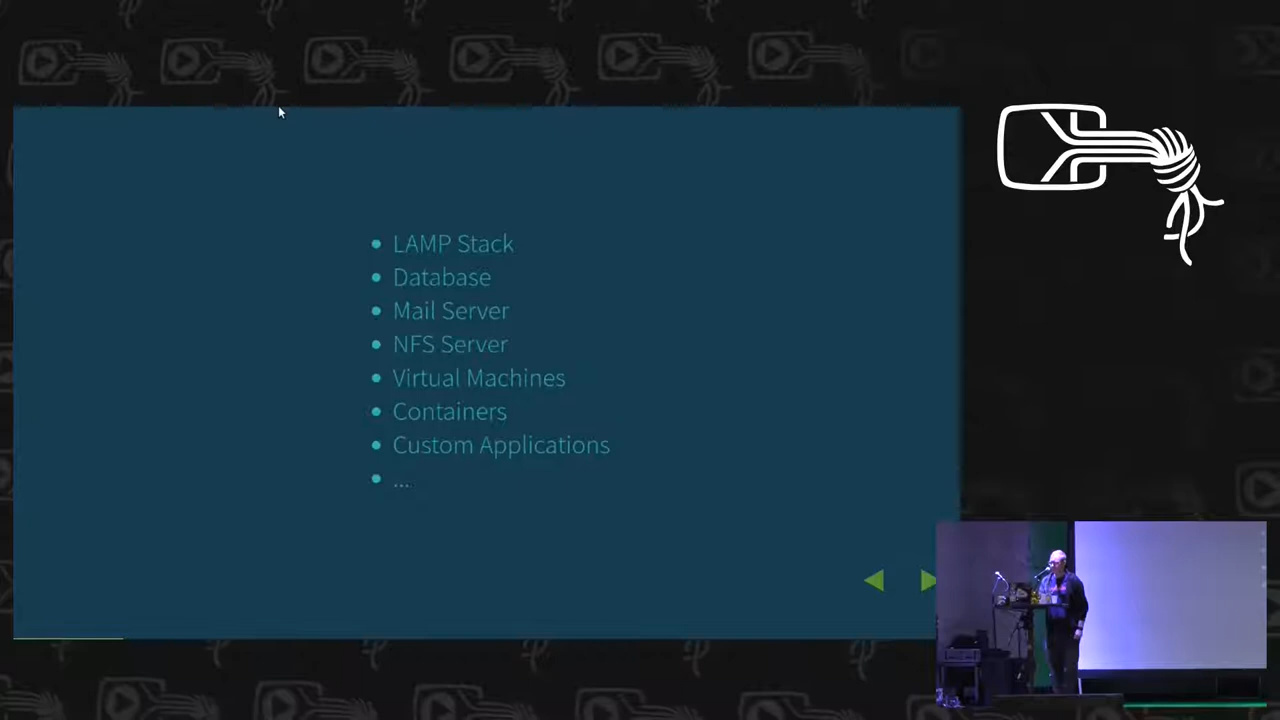 LAMP Stack
Database
Mail Server
NFS Server
Virtual Machines
Containers
Custom Applications
...